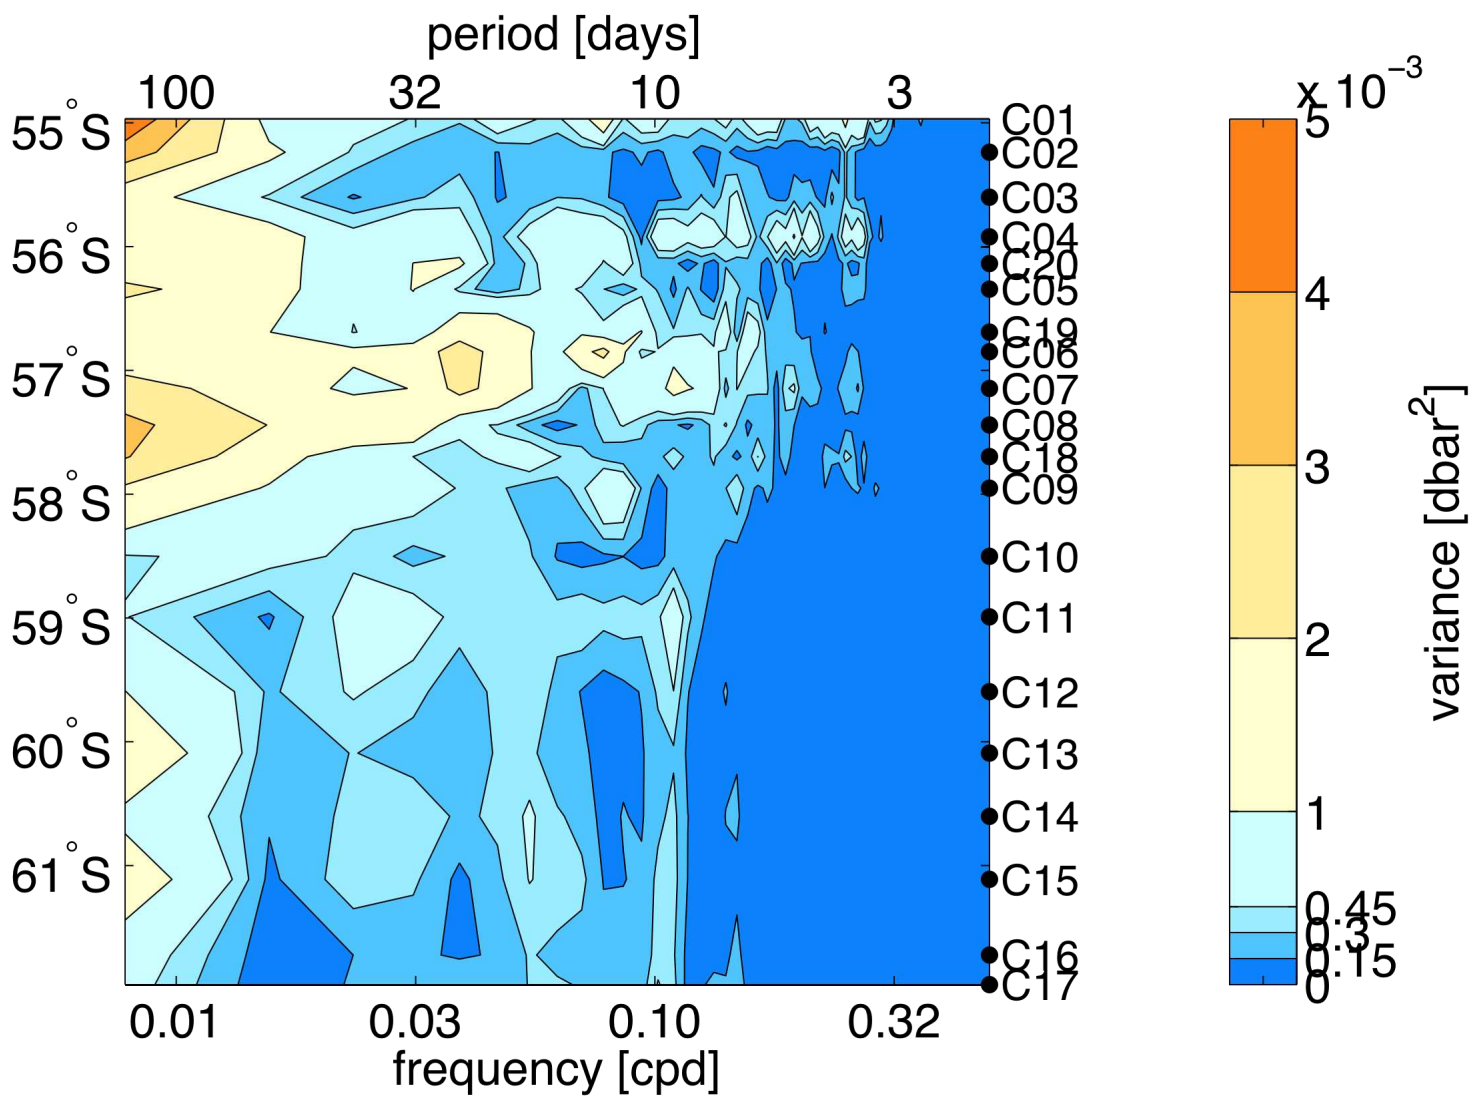 period [days]
100 32 10 3
x 10⁻³
55°S
56°S
57°S
58°S
59°S
60°S
61°S
C01
C02
C03
C04
C20
C05
C19
C06
C07
C08
C18
C09
C10
C11
C12
C13
C14
C15
C16
C17
0.01 0.03 0.10 0.32
frequency [cpd]
5
4
3
2
1
0.45
0.3
0.15
0
variance [dbar²]